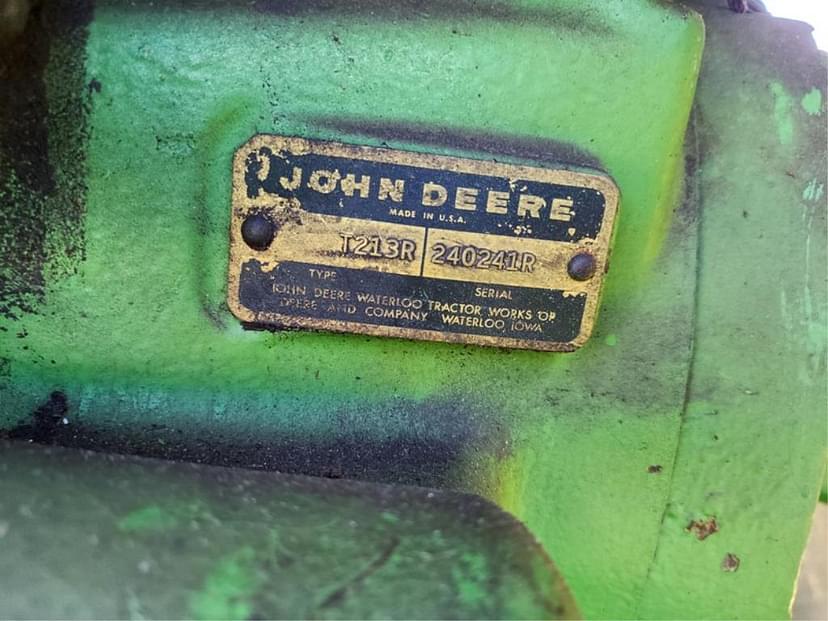 JOHN DEERE
MADE IN U.S.A.
T213R 240241R
TYPE SERIAL
JOHN DEERE WATERLOO TRACTOR WORKS OF
DEERE AND COMPANY WATERLOO, IOWA